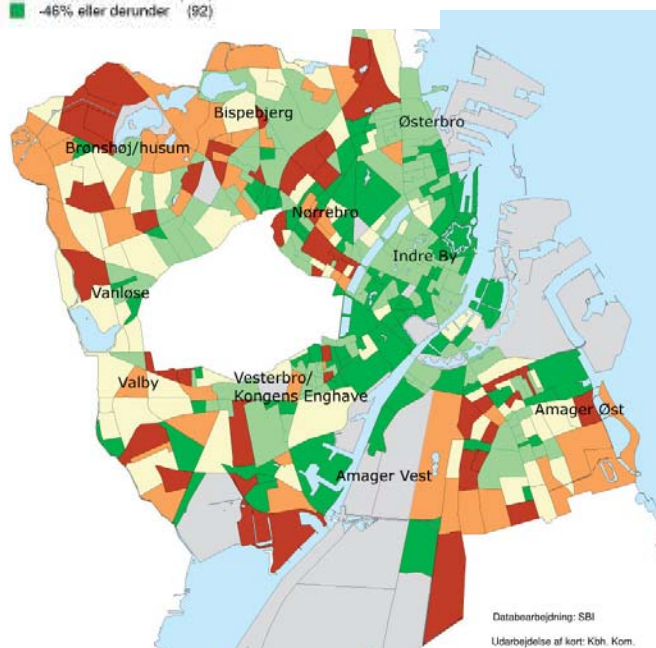 -46% eller derunder (92)
Bispebjerg
Østerbro
Brønshøj/husum
Nørrebro
Indre By
Vanløse
Valby
Vesterbro/
Kongens Enghave
Amager Øst
Amager Vest
Databearbejdning: SBI
Udarbejdelse af kort: Kbh. Kom.